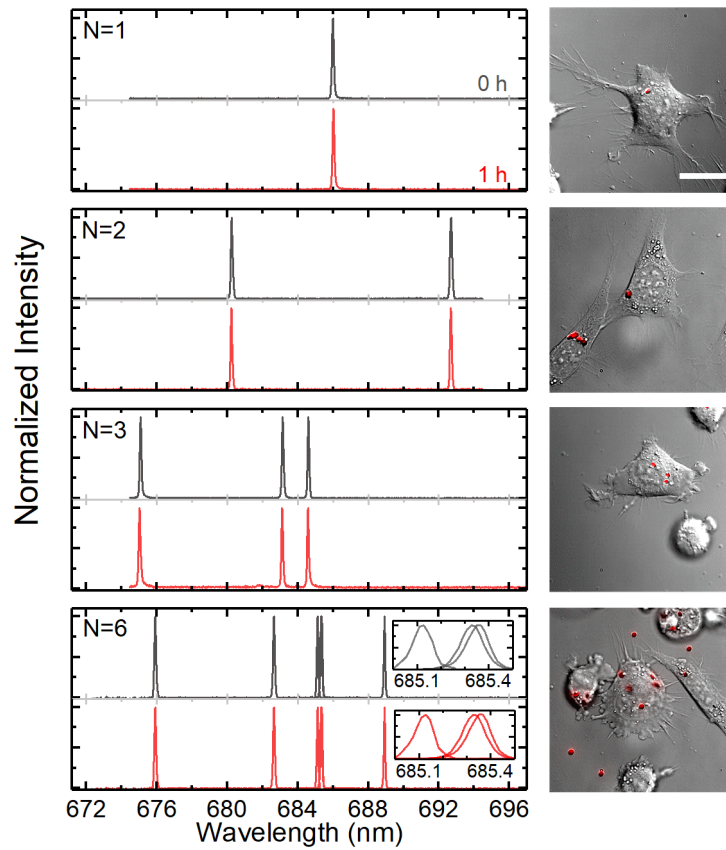 N=1
0 h
1 h
N=2
N=3
N=6
685.1 685.4
685.1 685.4
Normalized Intensity
672 676 680 684 688 692 696
Wavelength (nm)